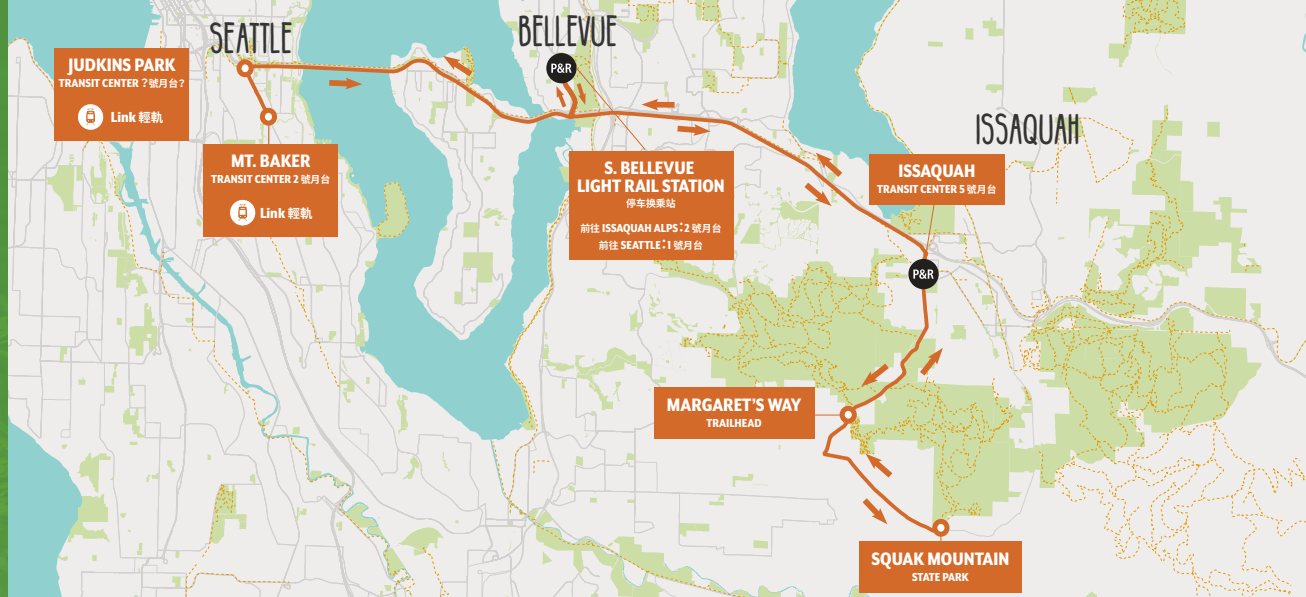 SEATTLE
BELLEVUE
P&R
JUDKINS PARK
TRANSIT CENTER ?號月台?
Link 輕軌
MT. BAKER
TRANSIT CENTER 2 號月台
Link 輕軌
S. BELLEVUE
LIGHT RAIL STATION
停车换乘站
前往 ISSAQUAH ALPS:2 號月台
前往 SEATTLE:1 號月台
ISSAQUAH
ISSAQUAH
TRANSIT CENTER 5 號月台
P&R
MARGARET'S WAY
TRAILHEAD
SQUAK MOUNTAIN
STATE PARK